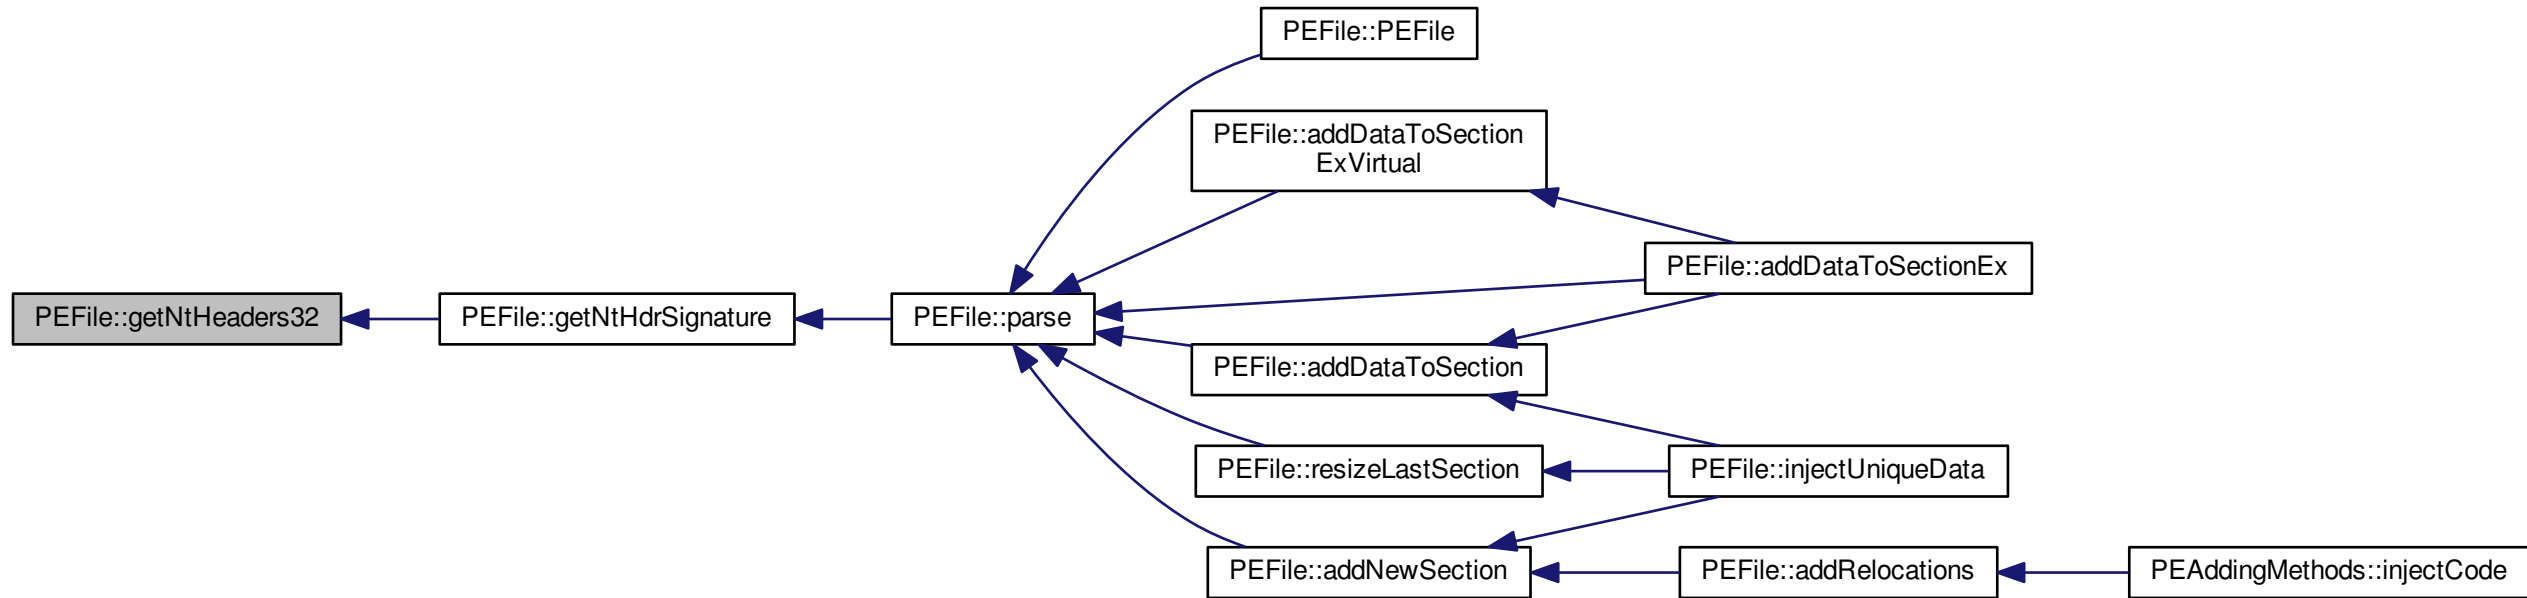 PEFile::PEFile
PEFile::addDataToSection
ExVirtual
PEFile::addDataToSectionEx
PEFile::getNtHeaders32
PEFile::getNtHdrSignature
PEFile::parse
PEFile::addDataToSection
PEFile::resizeLastSection
PEFile::injectUniqueData
PEFile::addNewSection
PEFile::addRelocations
PEAddingMethods::injectCode